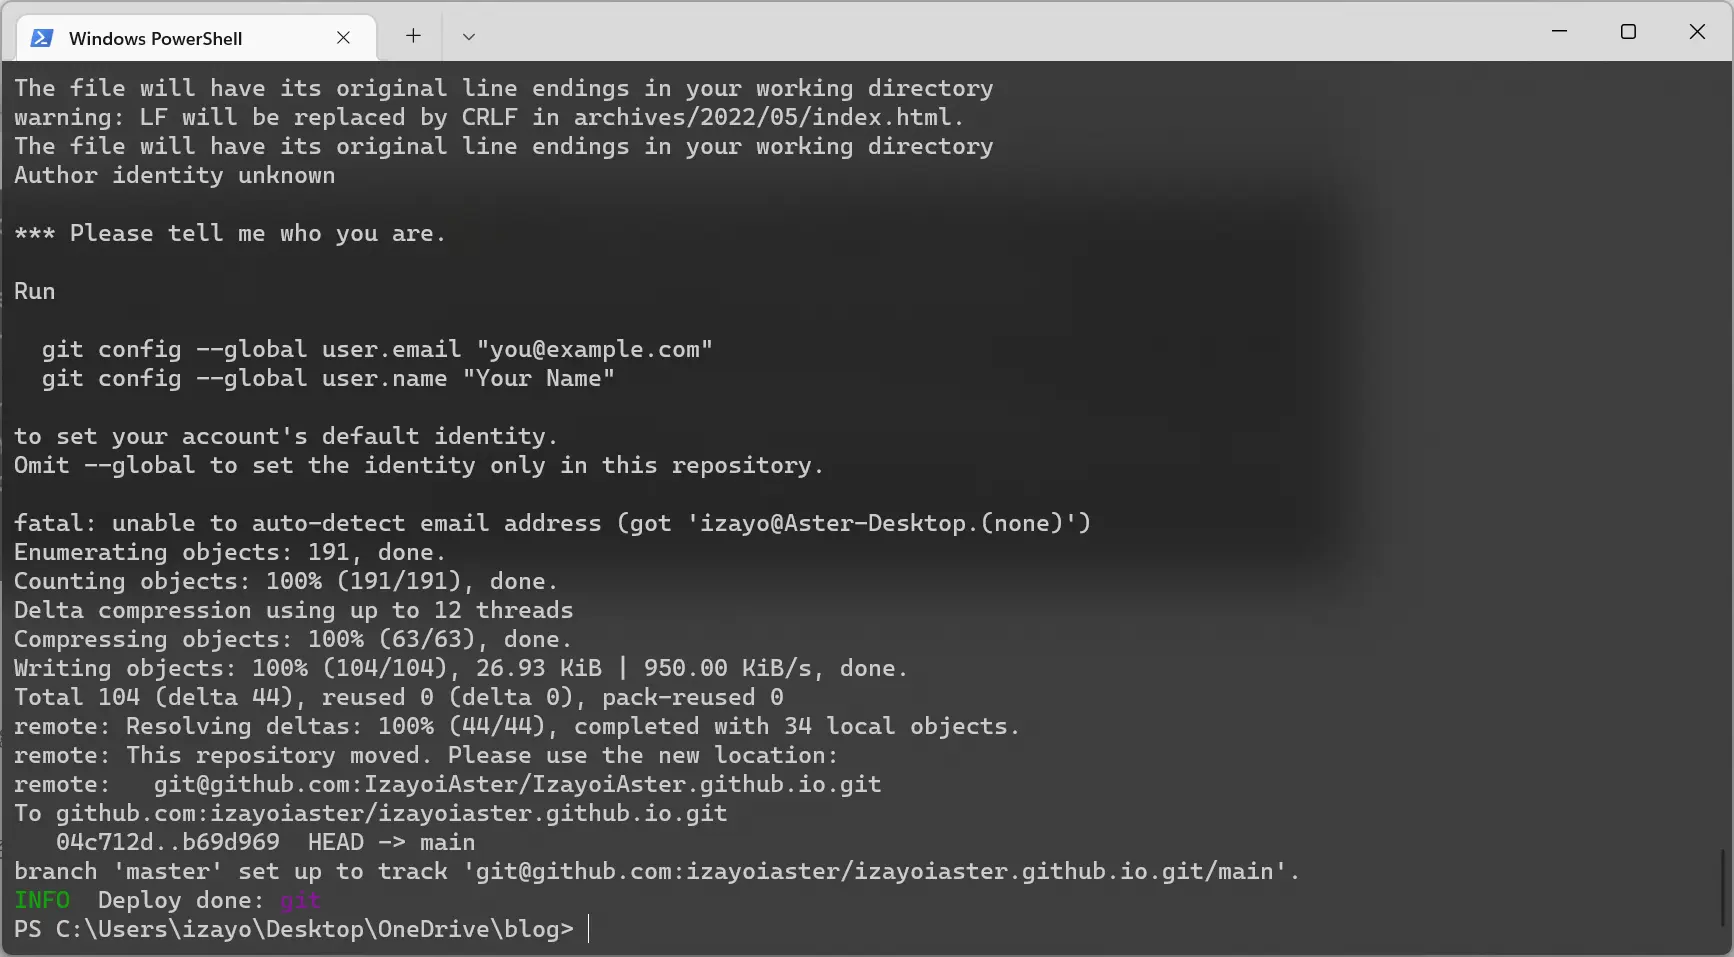 Windows PowerShell
The file will have its original line endings in your working directory
warning: LF will be replaced by CRLF in archives/2022/05/index.html.
The file will have its original line endings in your working directory
Author identity unknown
*** Please tell me who you are.
Run
git config --global user.email "you@example.com"
git config --global user.name "Your Name"
to set your account's default identity.
Omit --global to set the identity only in this repository.
fatal: unable to auto-detect email address (got 'izayo@Aster-Desktop.(none)')
Enumerating objects: 191, done.
Counting objects: 100% (191/191), done.
Delta compression using up to 12 threads
Compressing objects: 100% (63/63), done.
Writing objects: 100% (104/104), 26.93 KiB | 950.00 KiB/s, done.
Total 104 (delta 44), reused 0 (delta 0), pack-reused 0
remote: Resolving deltas: 100% (44/44), completed with 34 local objects.
remote: This repository moved. Please use the new location:
remote:   git@github.com:IzayoiAster/IzayoiAster.github.io.git
To github.com:izayoiaster/izayoiaster.github.io.git
04c712d..b69d969  HEAD -> main
branch 'master' set up to track 'git@github.com:izayoiaster/izayoiaster.github.io.git/main'.
INFO  Deploy done: git
PS C:\Users\izayo\Desktop\OneDrive\blog>